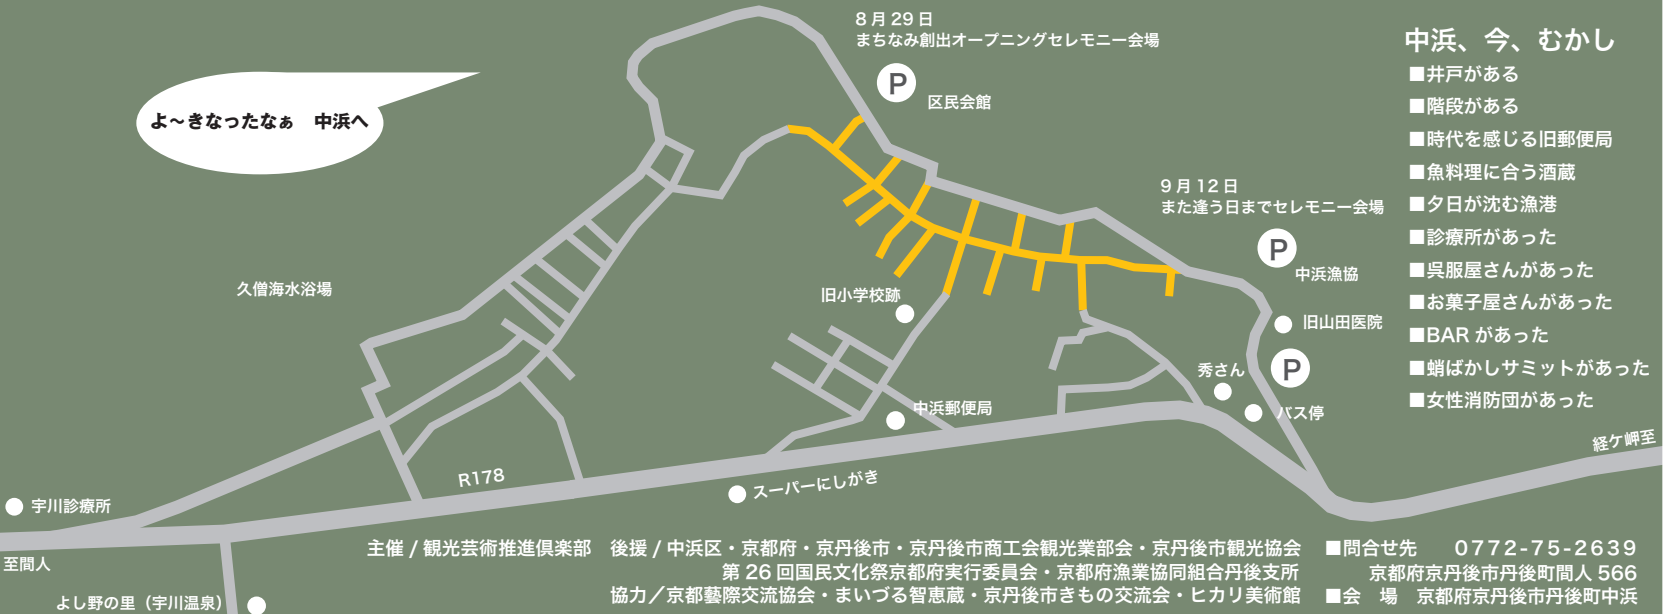 8月29日
まちなみ創出オープニングセレモニー会場
P
区民会館
よ～きなったなぁ　中浜へ
中浜、今、むかし
■井戸がある
■階段がある
■時代を感じる旧郵便局
■魚料理に合う酒蔵
■夕日が沈む漁港
■診療所があった
■呉服屋さんがあった
■お菓子屋さんがあった
■BARがあった
■蛸ばかしサミットがあった
■女性消防団があった
9月12日
また逢う日までセレモニー会場
P
中浜漁協
久僧海水浴場
旧小学校跡
旧山田医院
P
秀さん
バス停
中浜郵便局
経ケ岬至
R178
スーパーにしがき
宇川診療所
至間人
よし野の里（宇川温泉）
主催/観光芸術推進倶楽部　後援/中浜区・京都府・京丹後市・京丹後市商工会観光業部会・京丹後市観光協会
第26回国民文化祭京都府実行委員会・京都府漁業協同組合丹後支所
協力／京都藝際交流協会・まいづる智恵蔵・京丹後市きもの交流会・ヒカリ美術館
■問合せ先　0772-75-2639
京都府京丹後市丹後町間人566
■会　場　京都府京丹後市丹後町中浜